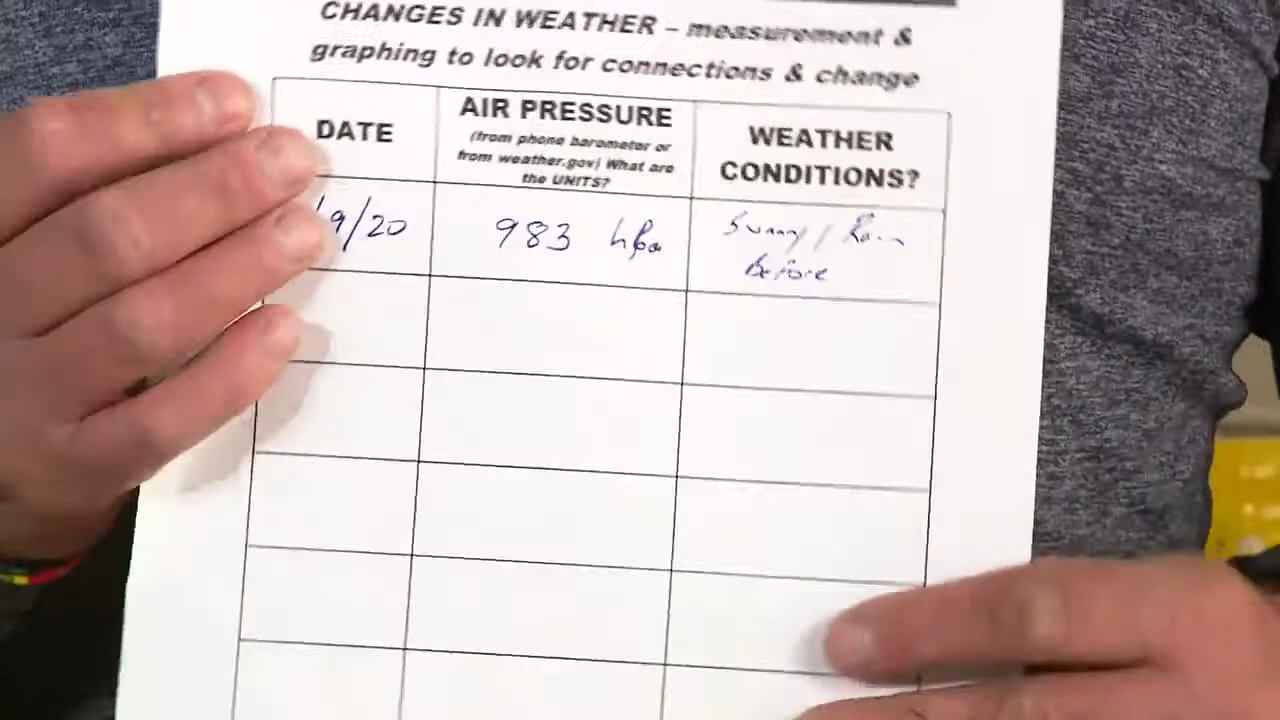 CHANGES IN WEATHER – measurement &
graphing to look for connections & change
DATE
AIR PRESSURE
(from phone barometer or
from weather.gov) What are
the UNITS?
WEATHER
CONDITIONS?
/9/20
983 hPa
Sunny / Rain
Before